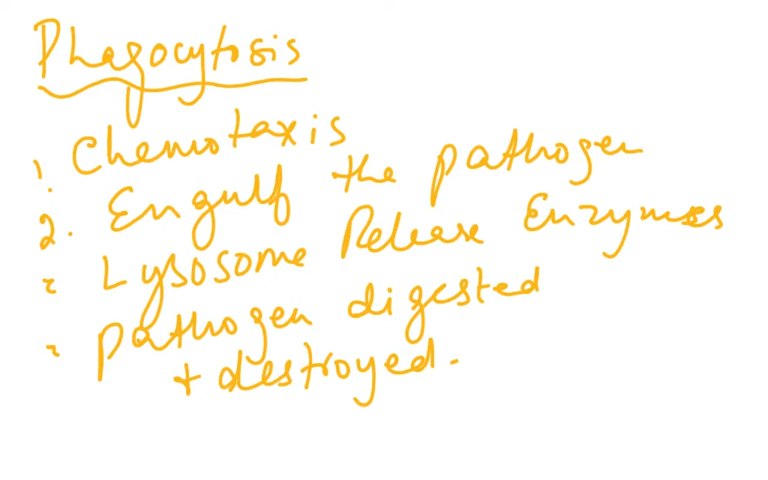 Phagocytosis
1. Chemotaxis
2. Engulf the pathogen
Lysosome Release Enzymes
Pathogen digested
+ destroyed.